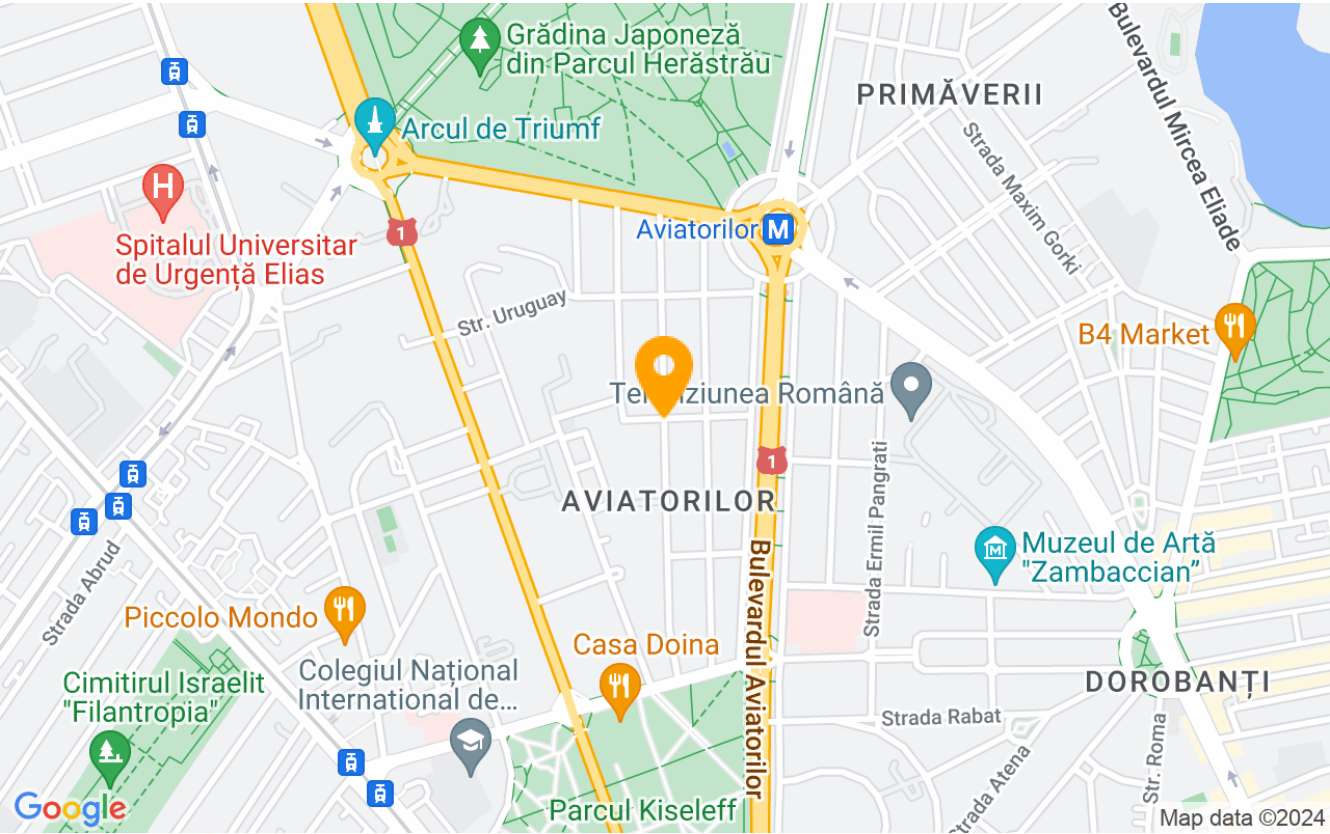 Grădina Japoneză
din Parcul Herăstrău
Bulevardul Mircea Eliade
PRIMĂVERII
Arcul de Triumf
Strada Maxim Gorki
H
Spitalul Universitar
de Urgență Elias
1
Aviatorilor M
Str. Uruguay
B4 Market
Televiziunea Română
1
Strada Ermil Pangrati
AVIATORILOR
Bulevardul Aviatorilor
Muzeul de Artă
"Zambaccian”
Strada Abrud
Piccolo Mondo
Casa Doina
Colegiul Național
International de...
Cimitirul Israelit
"Filantropia"
DOROBANȚI
Strada Rabat
Str. Roma
Strada Atena
Parcul Kiseleff
Google
Map data ©2024